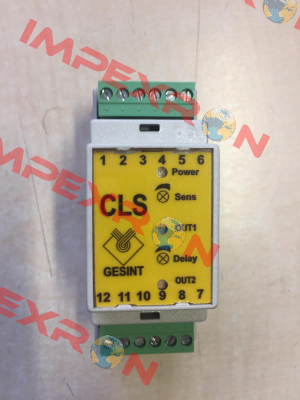 IMPEXRON
1 2 3 4 5 6
Power
CLS
Sens
OUT1
GESINT
Delay
OUT2
12 11 10 9 8 7
IMPEXRON